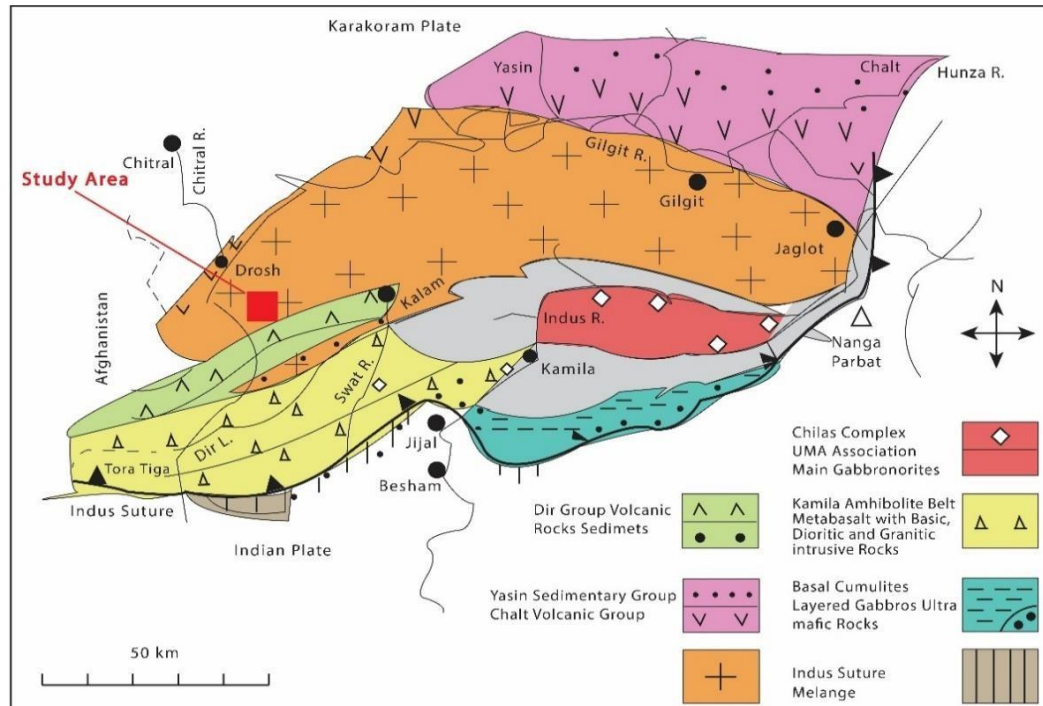 Karakoram Plate
Yasin
Chalt
Hunza R.
Chitral
Chitral R.
Gilgit R.
Study Area
Gilgit
Jaglot
Drosh
Kalam
N
Afghanistan
Indus R.
Nanga
Parbat
Swat R.
Kamila
Dir L.
Jijal
Tora Tiga
Besham
Indus Suture
Indian Plate
Chilas Complex
UMA Association
Main Gabbronorites
Dir Group Volcanic
Rocks Sedimets
Kamila Amhibolite Belt
Metabasalt with Basic,
Dioritic and Granitic
intrusive Rocks
Yasin Sedimentary Group
Chalt Volcanic Group
Basal Cumulites
Layered Gabbros Ultra
mafic Rocks
50 km
Indus Suture
Melange